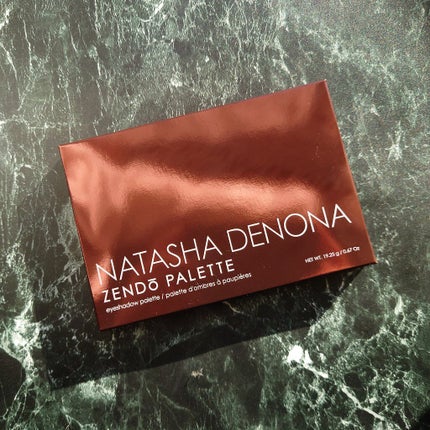 NATASHA DENONA
ZENDŌ PALETTE
eyeshadow palette / palette d'ombres à paupières
NET WT. 19.25 g / 0.67 Oz